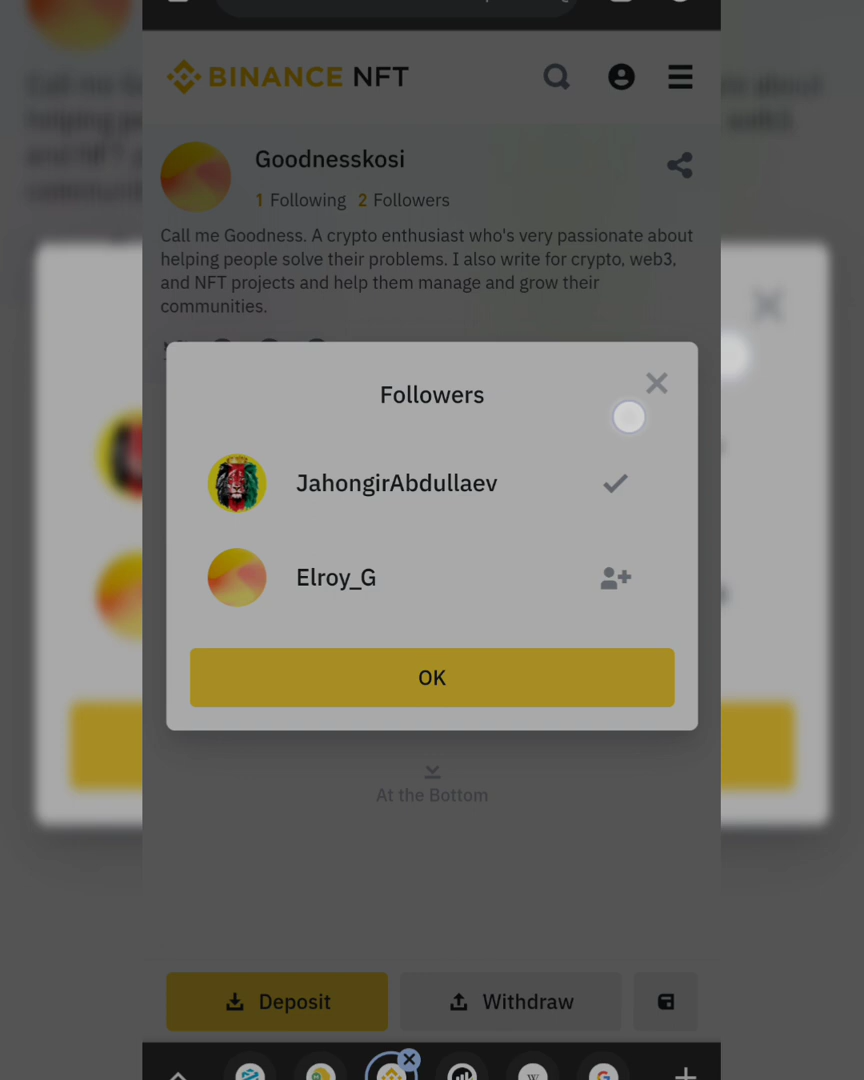 BINANCE NFT
Goodnesskosi
1 Following 2 Followers
Call me Goodness. A crypto enthusiast who's very passionate about
helping people solve their problems. I also write for crypto, web3,
and NFT projects and help them manage and grow their
communities.
Followers
JahongirAbdullaev
Elroy_G
OK
At the Bottom
Deposit
Withdraw